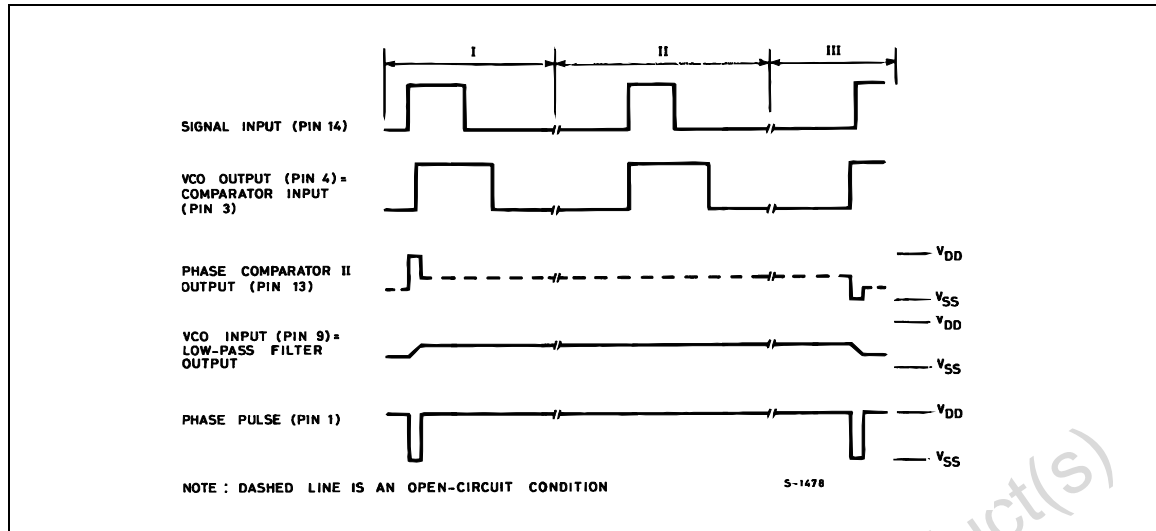 I II III
SIGNAL INPUT (PIN 14)
VCO OUTPUT (PIN 4)=
COMPARATOR INPUT
(PIN 3)
PHASE COMPARATOR II
OUTPUT (PIN 13)
VDD
VSS
VCO INPUT (PIN 9)=
LOW-PASS FILTER
OUTPUT
VDD
VSS
PHASE PULSE (PIN 1)
VDD
VSS
NOTE : DASHED LINE IS AN OPEN-CIRCUIT CONDITION
S-1478